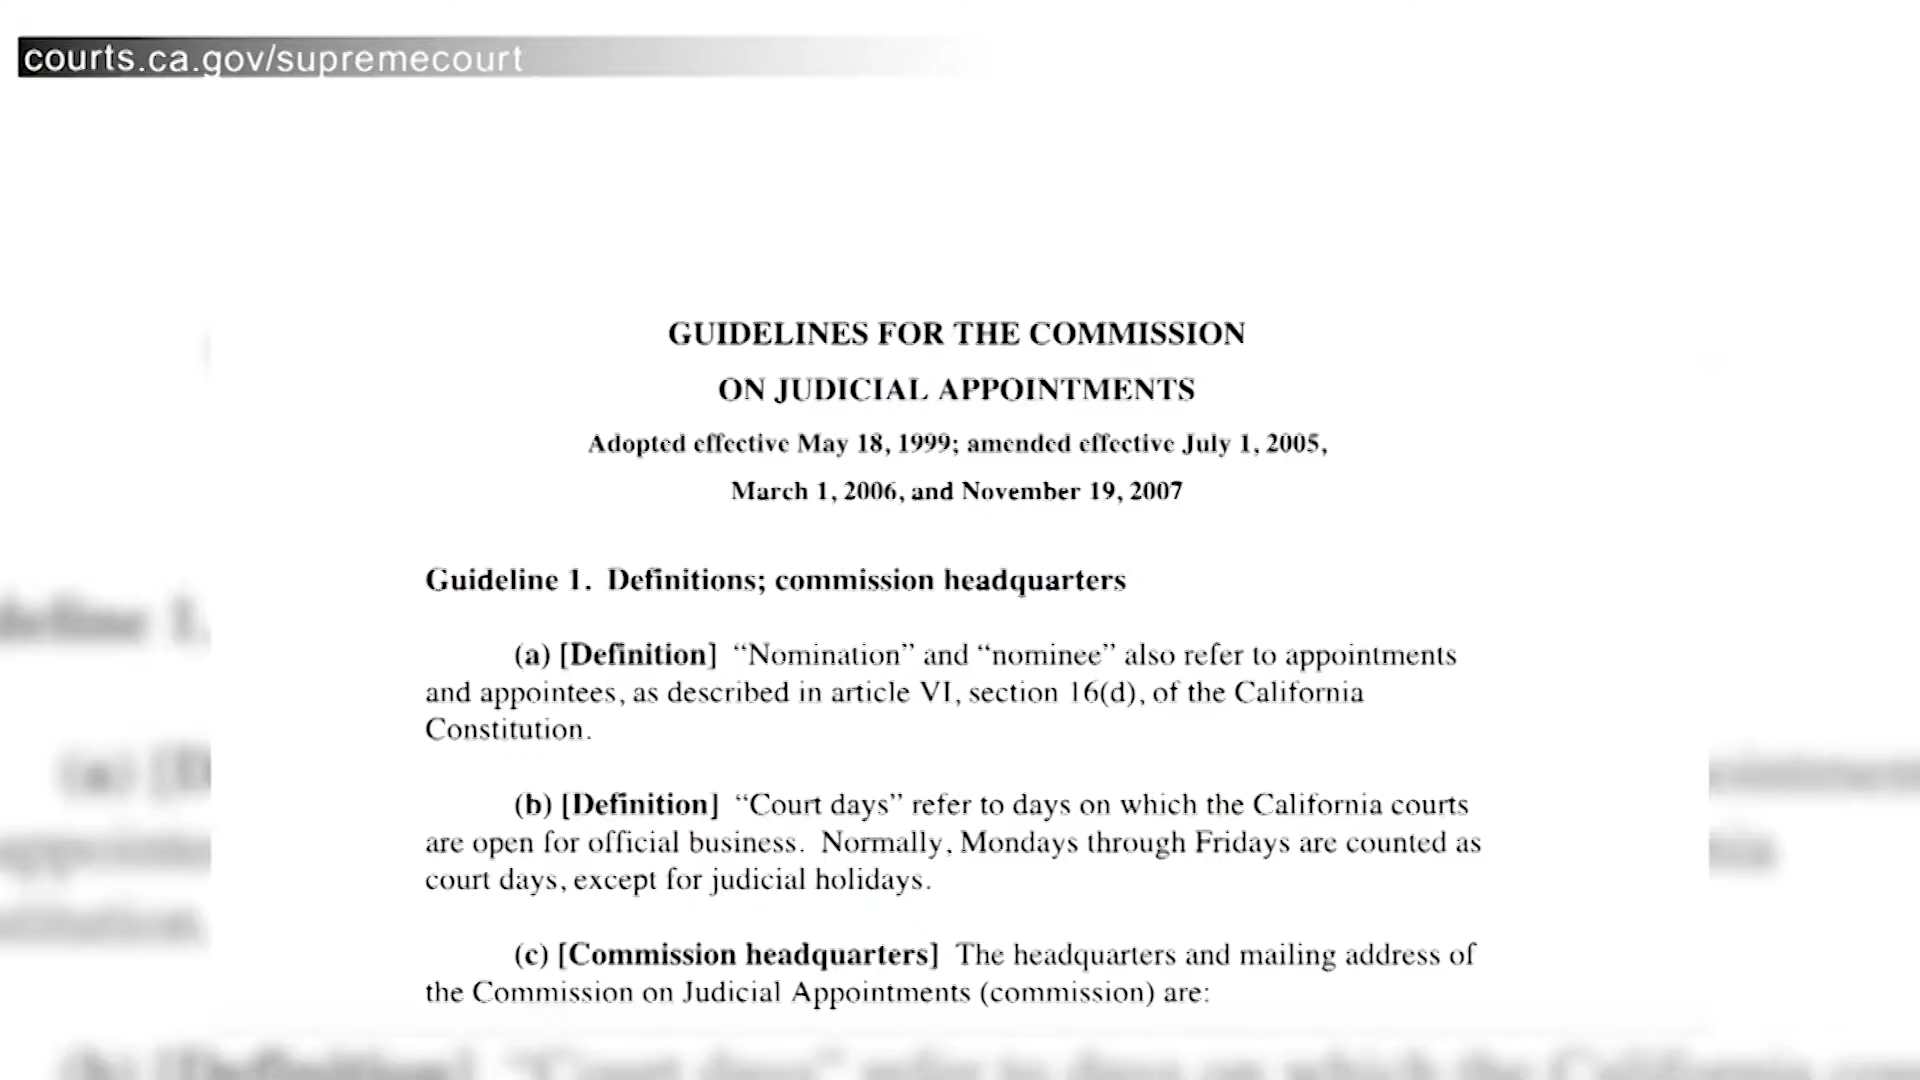 courts.ca.gov/supremecourt
GUIDELINES FOR THE COMMISSION
ON JUDICIAL APPOINTMENTS
Adopted effective May 18, 1999; amended effective July 1, 2005,
March 1, 2006, and November 19, 2007
Guideline 1. Definitions; commission headquarters
(a) [Definition] “Nomination” and “nominee” also refer to appointments
and appointees, as described in article VI, section 16(d), of the California
Constitution.
(b) [Definition] “Court days” refer to days on which the California courts
are open for official business. Normally, Mondays through Fridays are counted as
court days, except for judicial holidays.
(c) [Commission headquarters] The headquarters and mailing address of
the Commission on Judicial Appointments (commission) are: